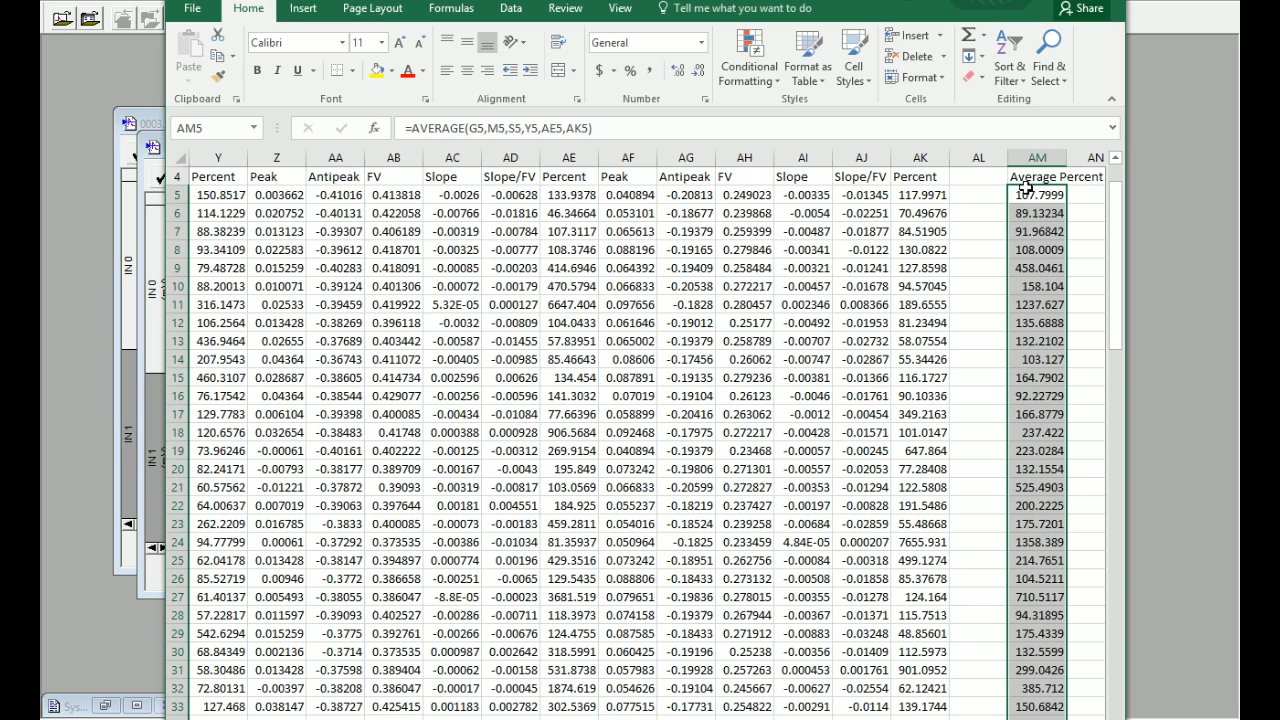 File Home Insert Page Layout Formulas Data Review View Tell me what you want to do Share
Calibri 11 General Insert
Paste Conditional Format as Cell Delete Sort & Find &
B I U $ % , Formatting Table Styles Format Filter Select
Clipboard Font Alignment Number Styles Cells Editing
AM5 fx =AVERAGE(G5,M5,S5,Y5,AE5,AK5)
Y Z AA AB AC AD AE AF AG AH AI AJ AK AL AM AN
4 Percent Peak Antipeak FV Slope Slope/FV Percent Peak Antipeak FV Slope Slope/FV Percent Average Percent
5 150.8517 0.003662 -0.41016 0.413818 -0.0026 -0.00628 133.9378 0.040894 -0.20813 0.249023 -0.00335 -0.01345 117.9971 167.7999
6 114.1229 0.020752 -0.40131 0.422058 -0.00766 -0.01816 46.34664 0.053101 -0.18677 0.239868 -0.0054 -0.02251 70.49676 89.13234
7 88.38239 0.013123 -0.39307 0.406189 -0.00319 -0.00784 107.3117 0.065613 -0.19379 0.259399 -0.00487 -0.01877 84.51905 91.96842
8 93.34109 0.022583 -0.39612 0.418701 -0.00325 -0.00777 108.3746 0.088196 -0.19165 0.279846 -0.00341 -0.0122 130.0822 108.0009
9 79.48728 0.015259 -0.40283 0.418091 -0.00085 -0.00203 414.6946 0.064392 -0.19409 0.258484 -0.00321 -0.01241 127.8598 458.0461
10 88.20013 0.010071 -0.39124 0.401306 -0.00072 -0.00179 470.5794 0.066833 -0.20538 0.272217 -0.00457 -0.01678 94.57045 158.104
11 316.1473 0.02533 -0.39459 0.419922 5.32E-05 0.000127 6647.404 0.097656 -0.1828 0.280457 0.002346 0.008366 189.6555 1237.627
12 106.2564 0.013428 -0.38269 0.396118 -0.0032 -0.00809 104.0433 0.061646 -0.19012 0.25177 -0.00492 -0.01953 81.23494 135.6888
13 436.9464 0.02655 -0.37689 0.403442 -0.00587 -0.01455 57.83951 0.065002 -0.19379 0.258789 -0.00707 -0.02732 58.07554 132.2102
14 207.9543 0.04364 -0.36743 0.411072 -0.00405 -0.00985 85.46643 0.08606 -0.17456 0.26062 -0.00747 -0.02867 55.34426 103.127
15 460.3107 0.028687 -0.38605 0.414734 0.002596 0.00626 134.454 0.087891 -0.19135 0.279236 -0.00381 -0.01366 116.1727 164.7902
16 76.17542 0.04364 -0.38544 0.429077 -0.00256 -0.00596 141.3032 0.07019 -0.19104 0.26123 -0.0046 -0.01761 90.10336 92.22729
17 129.7783 0.006104 -0.39398 0.400085 -0.00434 -0.01084 77.66396 0.058899 -0.20416 0.263062 -0.0012 -0.00454 349.2163 166.8779
18 120.6576 0.032654 -0.38483 0.41748 0.000388 0.000928 906.5684 0.092468 -0.17975 0.272217 -0.00428 -0.01571 101.0147 237.422
19 73.96246 -0.00061 -0.40161 0.402222 -0.00125 -0.00312 269.9154 0.040894 -0.19379 0.23468 -0.00057 -0.00245 647.864 223.0284
20 82.24171 -0.00793 -0.38177 0.389709 -0.00167 -0.0043 195.849 0.073242 -0.19806 0.271301 -0.00557 -0.02053 77.28408 132.1554
21 60.57562 -0.01221 -0.37872 0.39093 -0.00319 -0.00817 103.0569 0.066833 -0.20599 0.272827 -0.00353 -0.01294 122.5808 525.4903
22 64.00637 0.007019 -0.39063 0.397644 0.00181 0.004551 184.925 0.055237 -0.18219 0.237427 -0.00197 -0.00828 191.5486 200.2225
23 262.2209 0.016785 -0.3833 0.400085 -0.00073 -0.00183 459.2811 0.054016 -0.18524 0.239258 -0.00684 -0.02859 55.48668 175.7201
24 94.77799 0.00061 -0.37292 0.373535 -0.00386 -0.01034 81.35937 0.050964 -0.1825 0.233459 4.84E-05 0.000207 7655.931 1358.389
25 62.04178 0.013428 -0.38147 0.394897 0.000774 0.00196 429.3516 0.073242 -0.18951 0.262756 -0.00084 -0.00318 499.1274 214.7651
26 85.52719 0.00946 -0.3772 0.386658 -0.00251 -0.0065 129.5435 0.088806 -0.18433 0.273132 -0.00508 -0.01858 85.37678 104.5211
27 61.40137 0.005493 -0.38055 0.386047 -8.8E-05 -0.00023 3681.519 0.079651 -0.19836 0.278015 -0.00355 -0.01278 124.164 710.5117
28 57.22817 0.011597 -0.39093 0.402527 -0.00286 -0.00711 118.3973 0.074158 -0.19379 0.267944 -0.00367 -0.01371 115.7513 94.31895
29 542.6294 0.015259 -0.3775 0.392761 -0.00266 -0.00676 124.4755 0.087585 -0.18433 0.271912 -0.00883 -0.03248 48.85601 175.4339
30 68.84349 0.002136 -0.3714 0.373535 0.000987 0.002642 318.5991 0.060425 -0.19196 0.25238 -0.00356 -0.01409 112.5973 132.5599
31 58.30486 0.013428 -0.37598 0.389404 -0.00062 -0.00158 531.8738 0.057983 -0.19928 0.257263 0.000453 0.001761 901.0952 299.0426
32 72.80131 -0.00397 -0.38208 0.386047 -0.00017 -0.00045 1874.619 0.054626 -0.19104 0.245667 -0.00627 -0.02554 62.12421 385.712
33 127.468 0.038147 -0.38727 0.425415 0.001183 0.002782 302.5369 0.077515 -0.17731 0.254822 -0.00291 -0.0114 139.1744 150.6842
IN 0
IN 0
IN 1
IN 1
Sys...